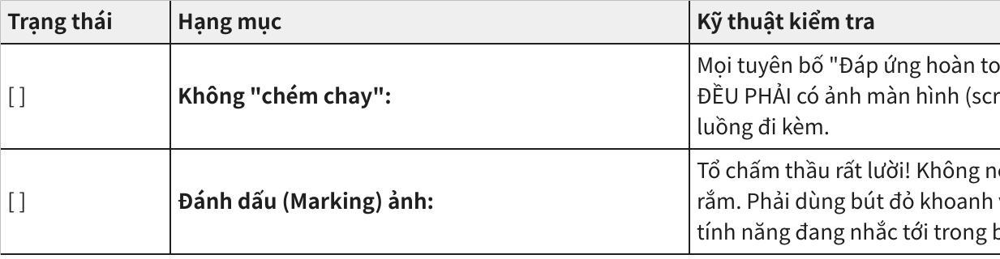 Trạng thái
Hạng mục
Kỹ thuật kiểm tra
[ ]
Không "chém chay":
Mọi tuyên bố "Đáp ứng hoàn
ĐỀU PHẢI có ảnh màn hình
luồng đi kèm.
[ ]
Đánh dấu (Marking) ảnh:
Tổ chấm thầu rất lười! Không
rắm. Phải dùng bút đỏ khoanh
tính năng đang nhắc tới trong